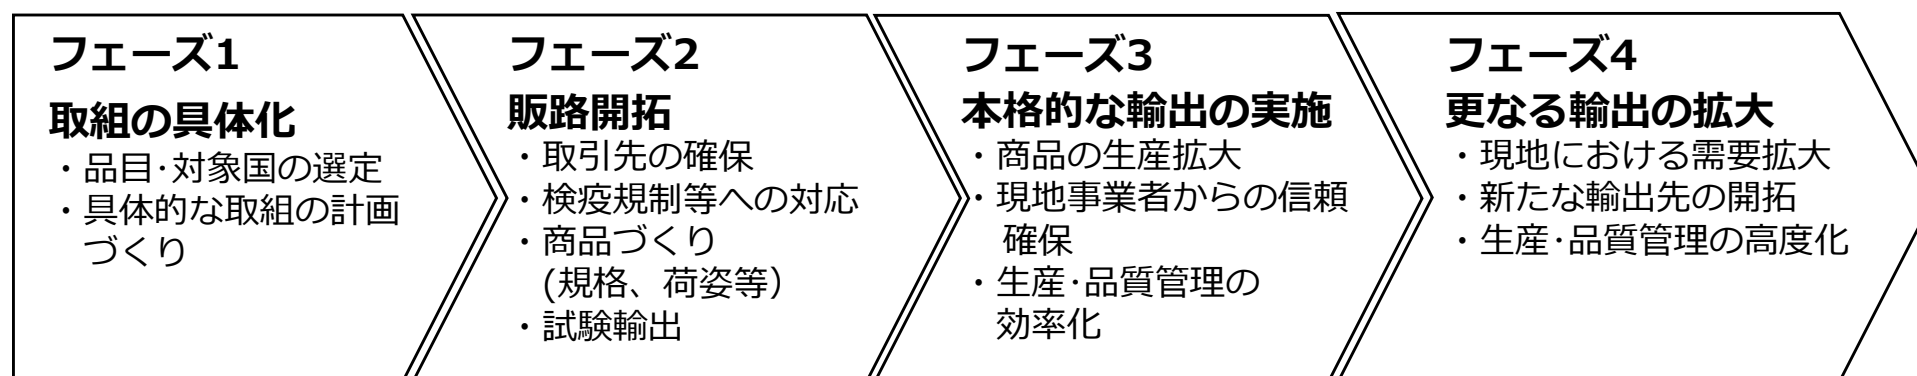 フェーズ1
取組の具体化
・品目･対象国の選定
・具体的な取組の計画
づくり
フェーズ2
販路開拓
・取引先の確保
・検疫規制等への対応
・商品づくり
(規格、荷姿等）
・試験輸出
フェーズ3
本格的な輸出の実施
・商品の生産拡大
・現地事業者からの信頼
確保
・生産･品質管理の
効率化
フェーズ4
更なる輸出の拡大
・現地における需要拡大
・新たな輸出先の開拓
・生産･品質管理の高度化